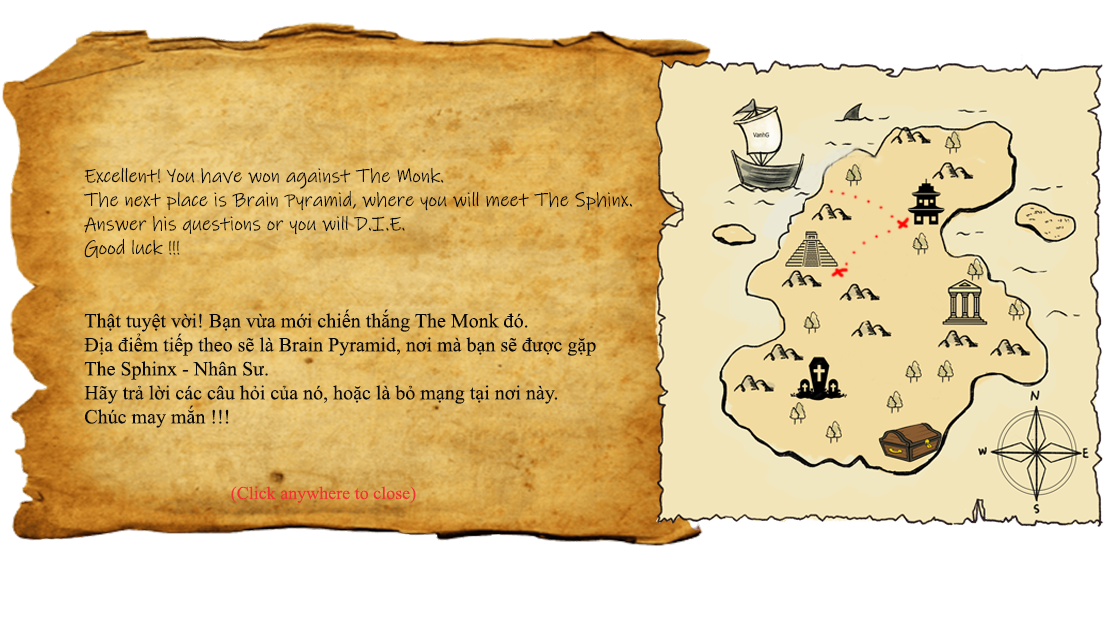 Excellent! You have won against The Monk.
The next place is Brain Pyramid, where you will meet The Sphinx.
Answer his questions or you will D.I.E.
Good luck !!!
Thật tuyệt vời! Bạn vừa mới chiến thắng The Monk đó.
Địa điểm tiếp theo sẽ là Brain Pyramid, nơi mà bạn sẽ được gặp
The Sphinx - Nhân Sư.
Hãy trả lời các câu hỏi của nó, hoặc là bỏ mạng tại nơi này.
Chúc may mắn !!!
(Click anywhere to close)
VanhG
N
W
E
S